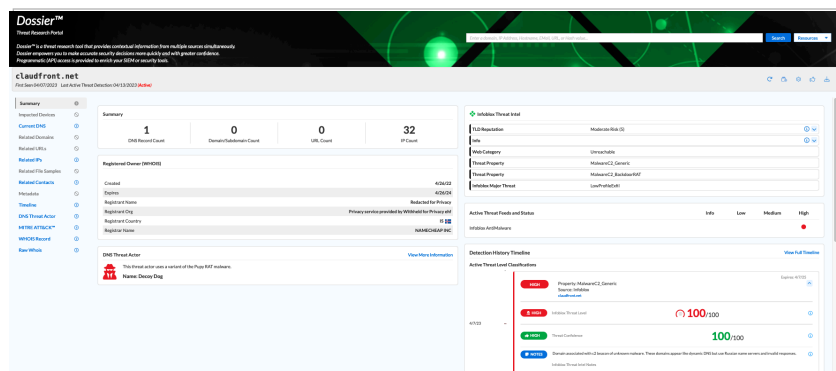 Dossier™
Threat Research Portal
Dossier™ is a threat research tool that provides contextual information from multiple sources simultaneously.
Dossier empowers you to make accurate security decisions more quickly and with greater confidence.
Programmatic (API) access is provided to enrich your SIEM or security tools.
Search
Resources
claudfront.net
First Seen 04/07/2023 Last Active Threat Detection 04/13/2023 (Active)
Summary
Impacted Devices
Current DNS
Related Domains
Related URLs
Related IPs
Related File Samples
Related Contacts
Metadata
Timeline
DNS Threat Actor
MITRE ATT&CK™
WHOIS Record
Raw Whois
Summary
1
DNS Record Count
0
Domain/Subdomain Count
0
URL Count
32
IP Count
Registered Owner (WHOIS)
Created 4/26/22
Expires 4/26/24
Registrant Name Redacted for Privacy
Registrant Org Privacy service provided by Withheld for Privacy ehf
Registrant Country IS
Registrar Name NAMECHEAP INC
DNS Threat Actor View More Information
This threat actor uses a variant of the Pupy RAT malware.
Name: Decoy Dog
Infoblox Threat Intel
TLD Reputation Moderate Risk (5)
Info
Web Category Unreachable
Threat Property MalwareC2_Generic
Threat Property MalwareC2_BackdoorRAT
Infoblox Major Threat LowProfileExfil
Active Threat Feeds and Status Info Low Medium High
Infoblox AntiMalware
Detection History Timeline View Full Timeline
Active Threat Level Classifications
4/7/23
HIGH
Property: MalwareC2_Generic
Source: Infoblox
claudfront.net
Expires: 4/7/23
HIGH Infoblox Threat Level 100/100
HIGH Threat Confidence 100/100
NOTES Domain associated with c2 beacon of unknown malware. These domains appear like dynamic DNS but use Russian name servers and invalid responses.
Infoblox Threat Intel Notes